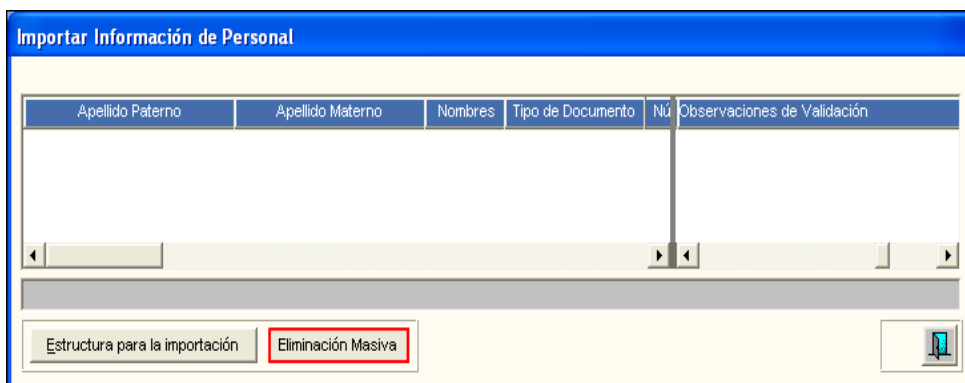 Importar Información de Personal
Apellido Paterno Apellido Materno Nombres Tipo de Documento Nú Observaciones de Validación
Estructura para la importación Eliminación Masiva